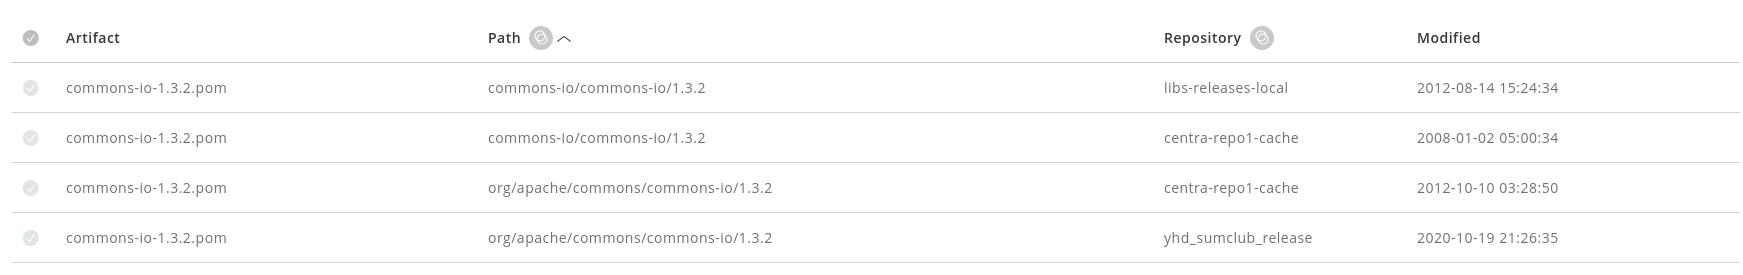 Artifact Path Repository Modified
commons-io-1.3.2.pom commons-io/commons-io/1.3.2 libs-releases-local 2012-08-14 15:24:34
commons-io-1.3.2.pom commons-io/commons-io/1.3.2 centra-repo1-cache 2008-01-02 05:00:34
commons-io-1.3.2.pom org/apache/commons/commons-io/1.3.2 centra-repo1-cache 2012-10-10 03:28:50
commons-io-1.3.2.pom org/apache/commons/commons-io/1.3.2 yhd_sumclub_release 2020-10-19 21:26:35